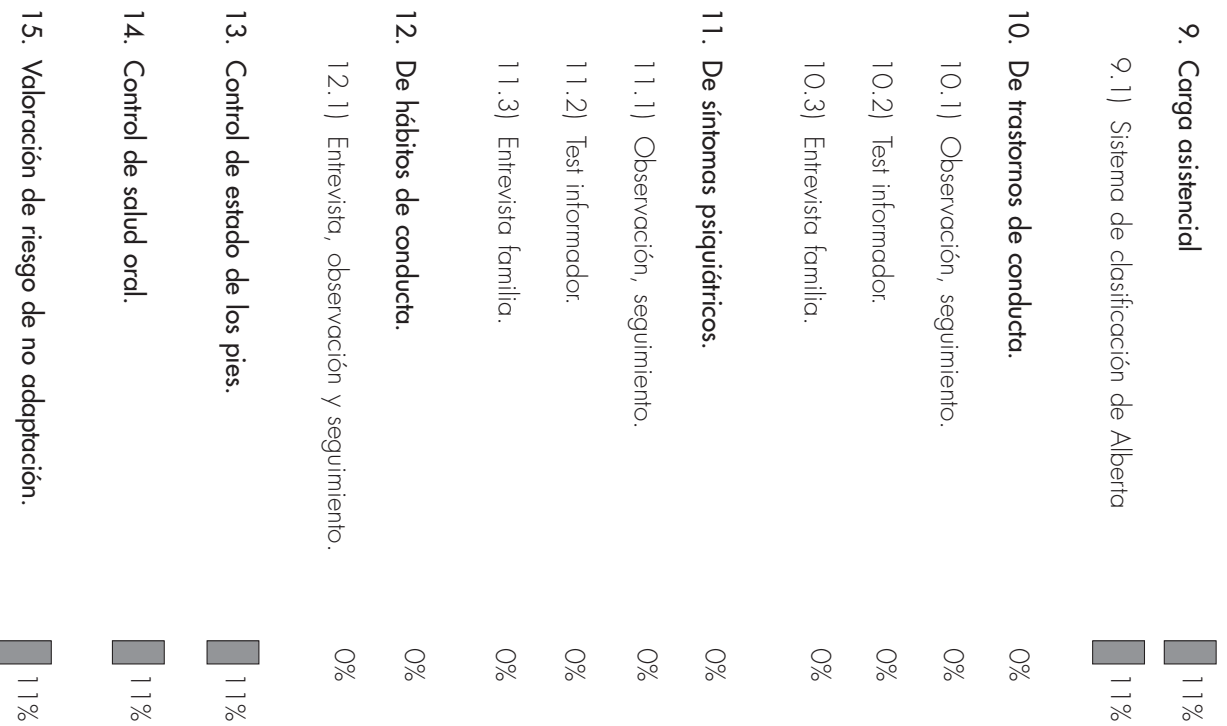 9. Carga asistencial 11%
9.1) Sistema de clasificación de Alberta 11%
10. De trastornos de conducta. 0%
10.1) Observación, seguimiento. 0%
10.2) Test informador. 0%
10.3) Entrevista familia. 0%
11. De síntomas psiquiátricos. 0%
11.1) Observación, seguimiento. 0%
11.2) Test informador. 0%
11.3) Entrevista familia. 0%
12. De hábitos de conducta. 0%
12.1) Entrevista, observación y seguimiento. 0%
13. Control de estado de los pies. 11%
14. Control de salud oral. 11%
15. Valoración de riesgo de no adaptación. 11%